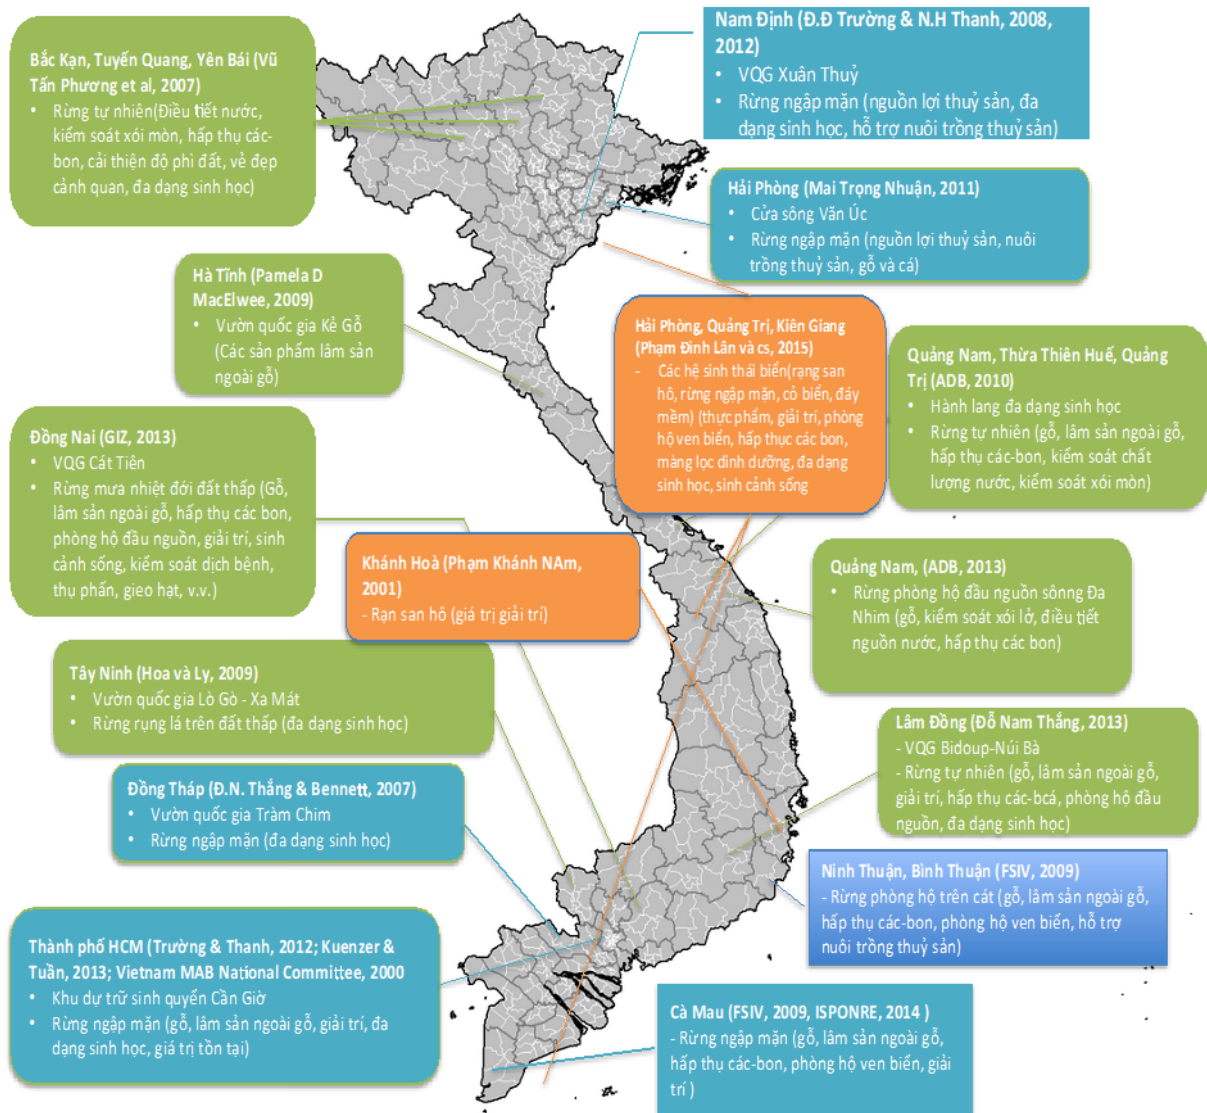 Bắc Kạn, Tuyến Quang, Yên Bái (Vũ
Tấn Phương et al, 2007)
• Rừng tự nhiên(Điều tiết nước,
kiểm soát xói mòn, hấp thụ các-
bon, cải thiện độ phì đất, vẻ đẹp
cảnh quan, đa dạng sinh học)
Nam Định (Đ.Đ Trường & N.H Thanh, 2008,
2012)
• VQG Xuân Thuỷ
• Rừng ngập mặn (nguồn lợi thuỷ sản, đa
dạng sinh học, hỗ trợ nuôi trồng thuỷ sản)
Hải Phòng (Mai Trọng Nhuận, 2011)
• Cửa sông Văn Úc
• Rừng ngập mặn (nguồn lợi thuỷ sản, nuôi
trồng thuỷ sản, gỗ và cá)
Hà Tĩnh (Pamela D
MacElwee, 2009)
• Vườn quốc gia Kẻ Gỗ
(Các sản phẩm lâm sản
ngoài gỗ)
Hải Phòng, Quảng Trị, Kiên Giang
(Phạm Đình Lân và cs, 2015)
- Các hệ sinh thái biển(rạng san
hô, rừng ngập mặn, cỏ biển, đáy
mềm) (thực phẩm, giải trí, phòng
hộ ven biển, hấp thục các bon,
màng lọc dinh dưỡng, đa dạng
sinh học, sinh cảnh sống
Quảng Nam, Thừa Thiên Huế, Quảng
Trị (ADB, 2010)
• Hành lang đa dạng sinh học
• Rừng tự nhiên (gỗ, lâm sản ngoài gỗ,
hấp thụ các-bon, kiểm soát chất
lượng nước, kiểm soát xói mòn)
Đồng Nai (GIZ, 2013)
• VQG Cát Tiên
• Rừng mưa nhiệt đới đất thấp (Gỗ,
lâm sản ngoài gỗ, hấp thụ các bon,
phòng hộ đầu nguồn, giải trí, sinh
cảnh sống, kiểm soát dịch bệnh,
thụ phấn, gieo hạt, v.v.)
Khánh Hoà (Phạm Khánh NAm,
2001)
- Rạn san hô (giá trị giải trí)
Quảng Nam, (ADB, 2013)
• Rừng phòng hộ đầu nguồn sônng Đa
Nhim (gỗ, kiểm soát xói lở, điều tiết
nguồn nước, hấp thụ các bon)
Tây Ninh (Hoa và Ly, 2009)
• Vườn quốc gia Lò Gò - Xa Mát
• Rừng rụng lá trên đất thấp (đa dạng sinh học)
Lâm Đồng (Đỗ Nam Thắng, 2013)
- VQG Bidoup-Núi Bà
- Rừng tự nhiên (gỗ, lâm sản ngoài gỗ,
giải trí, hấp thụ các-bcá, phòng hộ đầu
nguồn, đa dạng sinh học)
Đồng Tháp (Đ.N. Thắng & Bennett, 2007)
• Vườn quốc gia Tràm Chim
• Rừng ngập mặn (đa dạng sinh học)
Ninh Thuận, Bình Thuận (FSIV, 2009)
- Rừng phòng hộ trên cát (gỗ, lâm sản ngoài gỗ,
hấp thụ các-bon, phòng hộ ven biển, hỗ trợ
nuôi trồng thuỷ sản)
Thành phố HCM (Trường & Thanh, 2012; Kuenzer &
Tuần, 2013; Vietnam MAB National Committee, 2000
• Khu dự trữ sinh quyển Cần Giờ
• Rừng ngập mặn (gỗ, lâm sản ngoài gỗ, giải trí, đa
dạng sinh học, giá trị tồn tại)
Cà Mau (FSIV, 2009, ISPONRE, 2014 )
- Rừng ngập mặn (gỗ, lâm sản ngoài gỗ,
hấp thụ các-bon, phòng hộ ven biển, giải
trí )